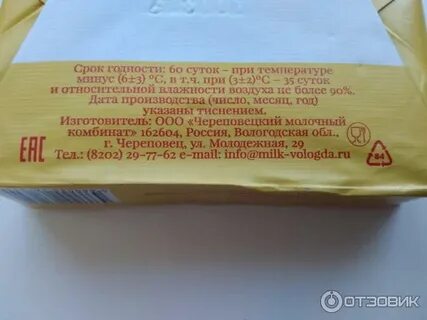 Срок годности: 60 суток – при температуре
минус (6±3) °С, в т.ч. при (3±2)°С – 35 суток
и относительной влажности воздуха не более 90%.
Дата производства (число, месяц, год)
указаны тиснением.
Изготовитель: ООО «Череповецкий молочный
комбинат» 162604, Россия, Вологодская обл.,
г. Череповец, ул. Молодежная, 29
Тел.: (8202) 29-77-62 e-mail: info@milk-vologda.ru
EAC
84
ОТЗОВИК